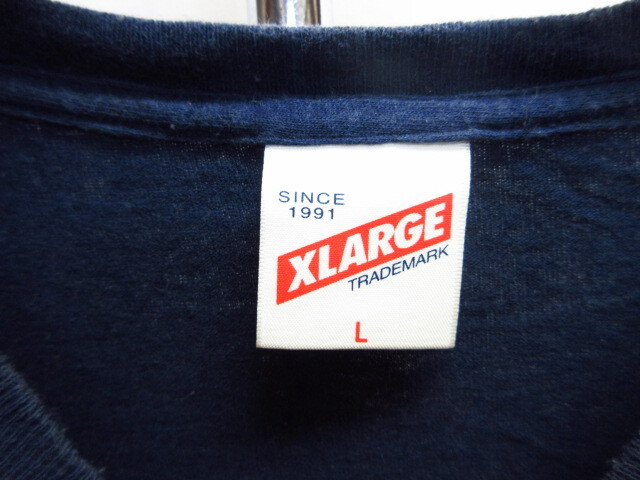 SINCE
1991
XLARGE
TRADEMARK
L